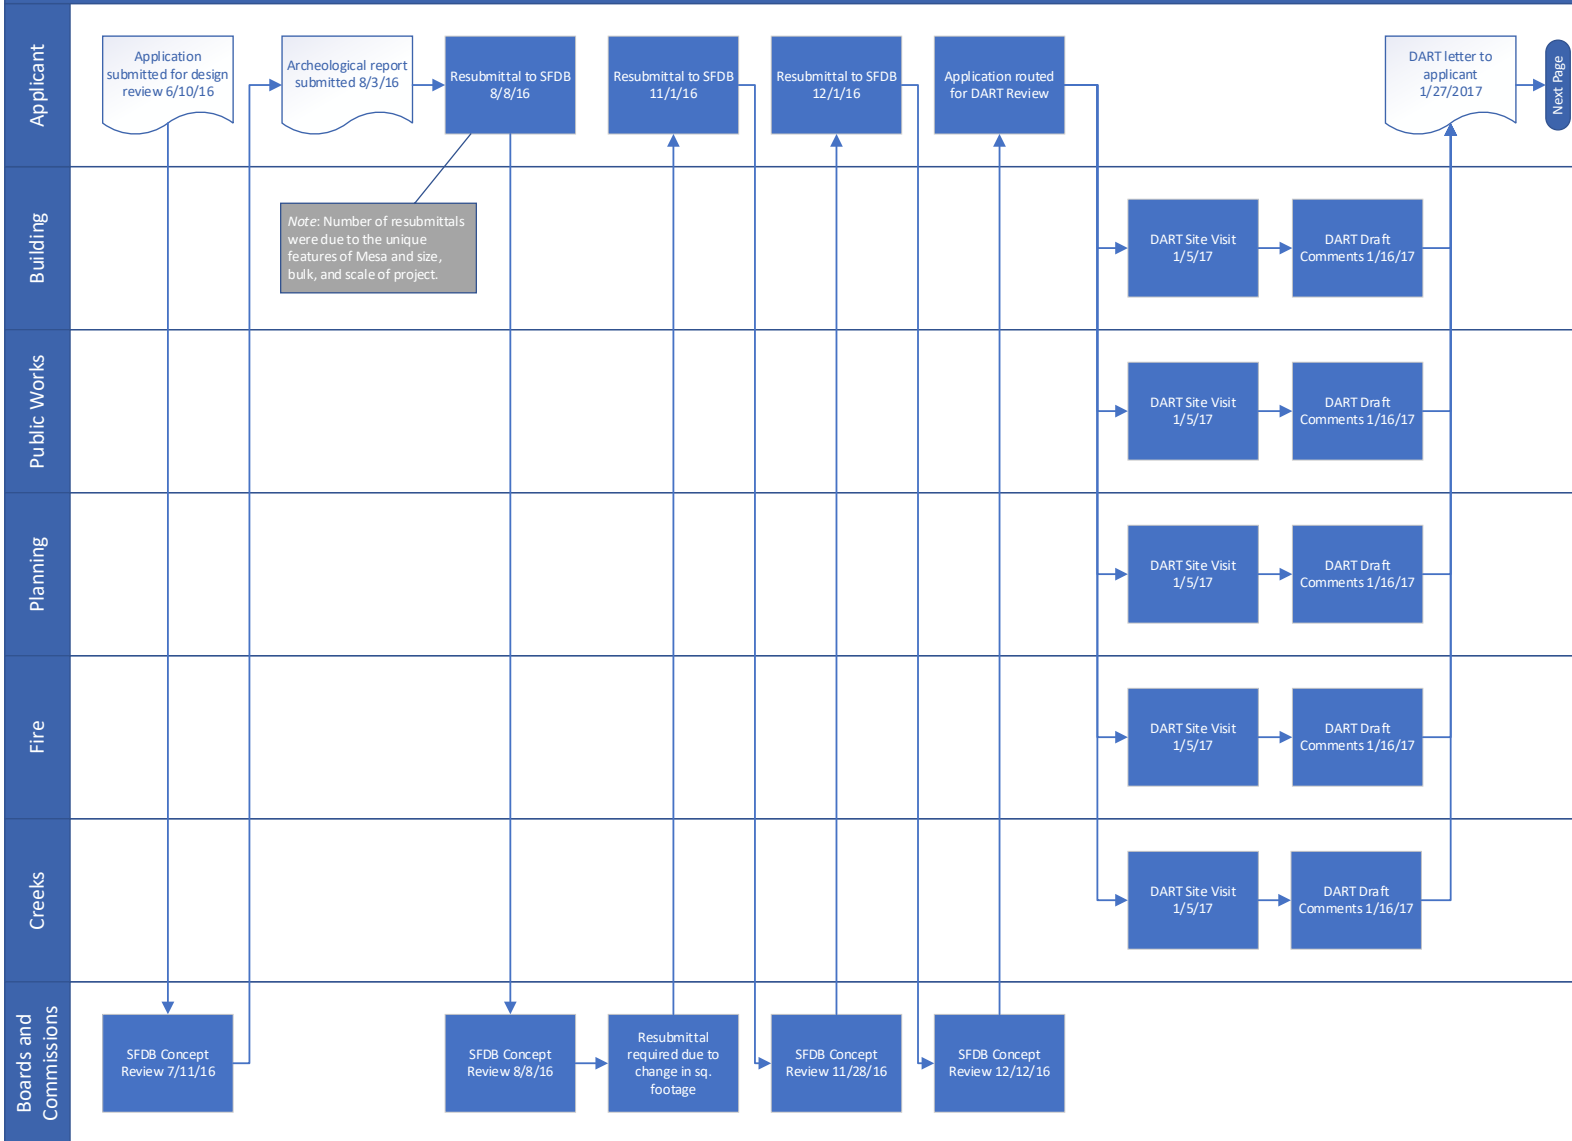 Applicant
Application
submitted for design
review 6/10/16
Archeological report
submitted 8/3/16
Resubmittal to SFDB
8/8/16
Resubmittal to SFDB
11/1/16
Resubmittal to SFDB
12/1/16
Application routed
for DART Review
DART letter to
applicant
1/27/2017
Next Page
Building
Note: Number of resubmittals
were due to the unique
features of Mesa and size,
bulk, and scale of project.
DART Site Visit
1/5/17
DART Draft
Comments 1/16/17
Public Works
DART Site Visit
1/5/17
DART Draft
Comments 1/16/17
Planning
DART Site Visit
1/5/17
DART Draft
Comments 1/16/17
Fire
DART Site Visit
1/5/17
DART Draft
Comments 1/16/17
Creeks
DART Site Visit
1/5/17
DART Draft
Comments 1/16/17
Boards and
Commissions
SFDB Concept
Review 7/11/16
SFDB Concept
Review 8/8/16
Resubmittal
required due to
change in sq.
footage
SFDB Concept
Review 11/28/16
SFDB Concept
Review 12/12/16